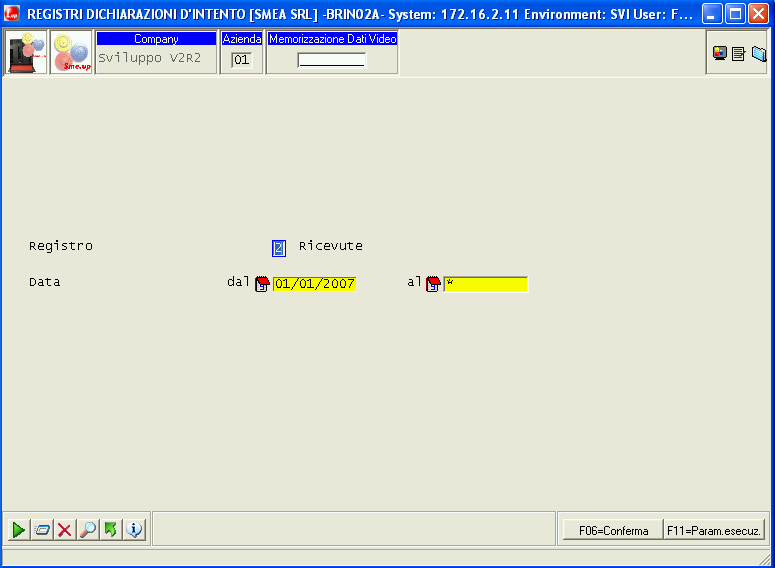 REGISTRI DICHIARAZIONI D'INTENTO [SMEA SRL] -BRIN02A- System: 172.16.2.11 Environment: SVI User: F...
Company Azienda Memorizzazione Dati Video
Sme.up Sviluppo V2R2 01
Registro 2 Ricevute
Data dal 01/01/2007 al *
F06=Conferma F11=Param.esecuz.